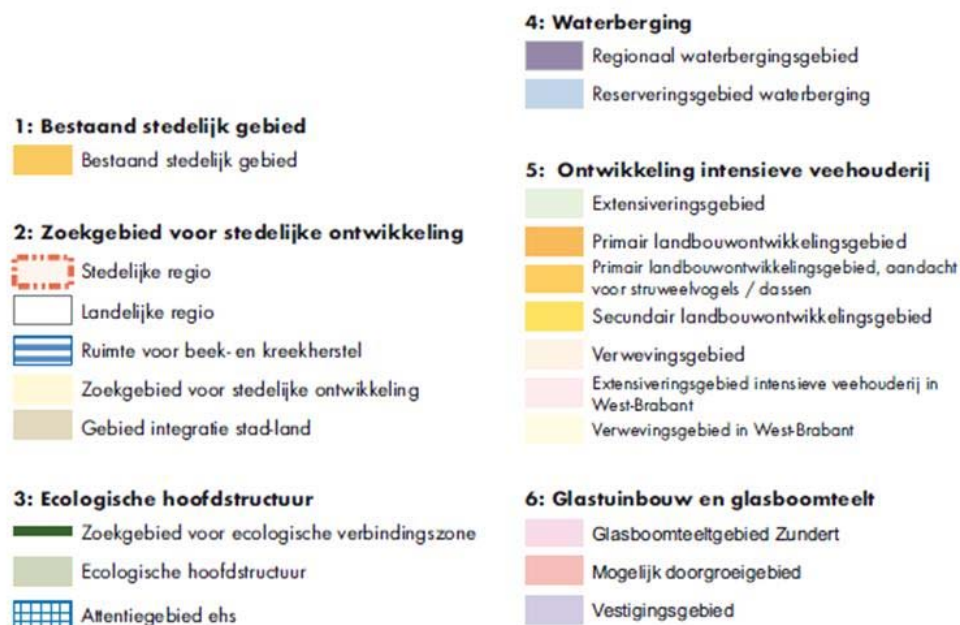 1: Bestaand stedelijk gebied
Bestaand stedelijk gebied
2: Zoekgebied voor stedelijke ontwikkeling
Stedelijke regio
Landelijke regio
Ruimte voor beek- en kreekherstel
Zoekgebied voor stedelijke ontwikkeling
Gebied integratie stad-land
3: Ecologische hoofdstructuur
Zoekgebied voor ecologische verbindingszone
Ecologische hoofdstructuur
Attentiegebied ehs
4: Waterberging
Regionaal waterbergingsgebied
Reserveringsgebied waterberging
5: Ontwikkeling intensieve veehouderij
Extensiveringsgebied
Primair landbouwontwikkelingsgebied
Primair landbouwontwikkelingsgebied, aandacht
voor struweelvogels / dassen
Secundair landbouwontwikkelingsgebied
Verwevingsgebied
Extensiveringsgebied intensieve veehouderij in
West-Brabant
Verwevingsgebied in West-Brabant
6: Glastuinbouw en glasboomteelt
Glasboomteeltgebied Zundert
Mogelijk doorgroeigebied
Vestigingsgebied